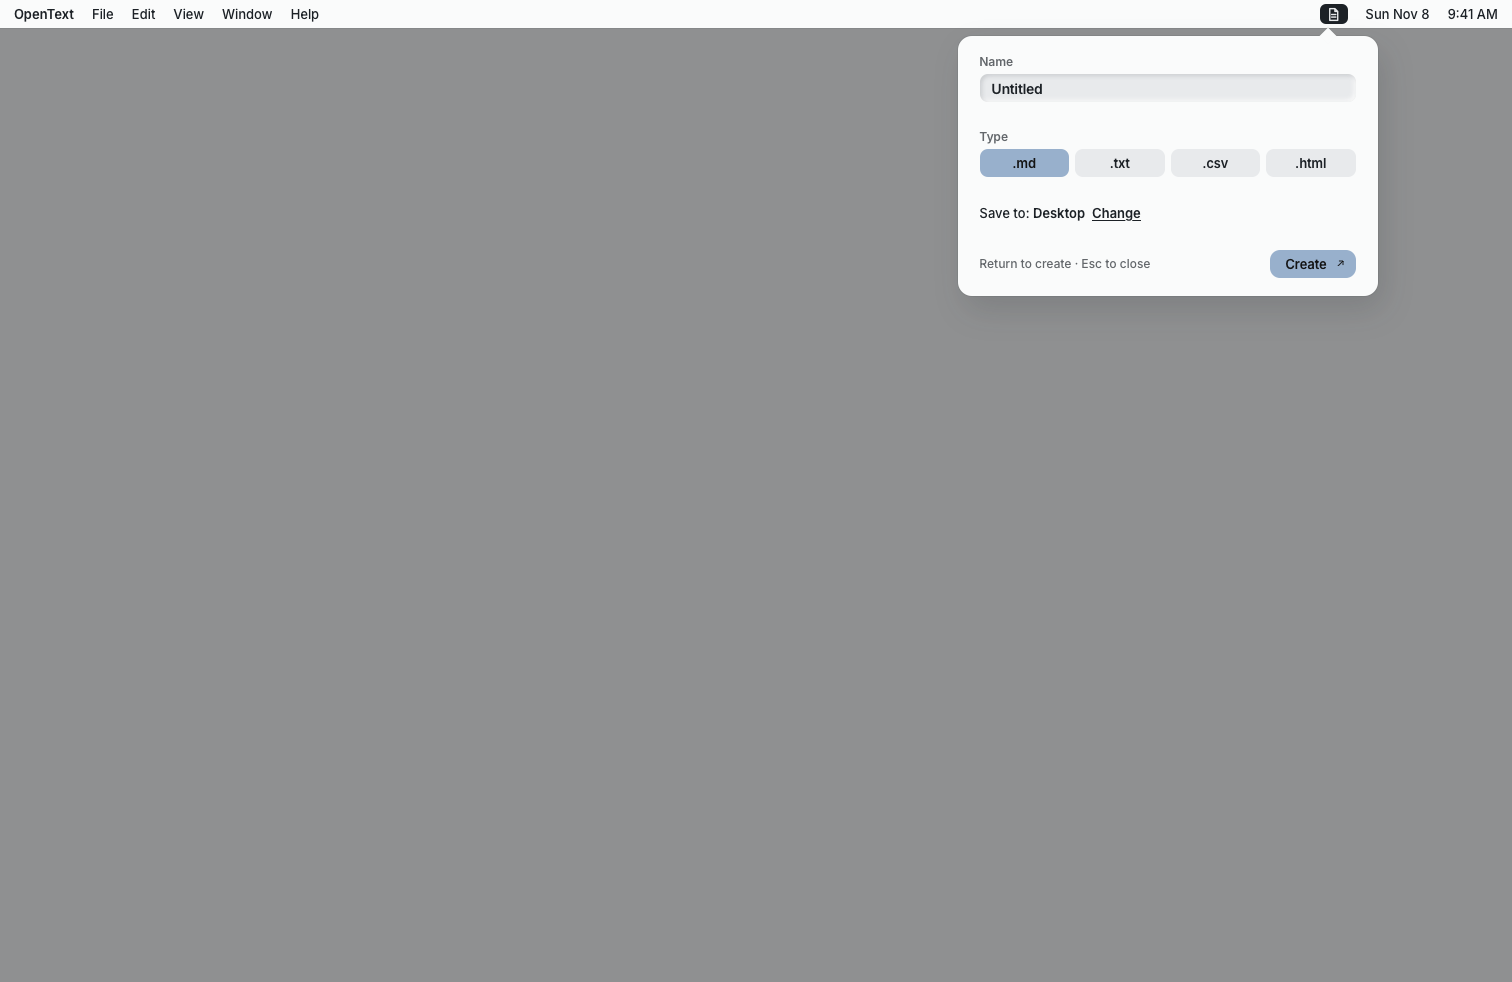 OpenText File Edit View Window Help Sun Nov 8 9:41 AM
Name
Untitled
Type
.md .txt .csv .html
Save to: Desktop Change
Return to create · Esc to close Create